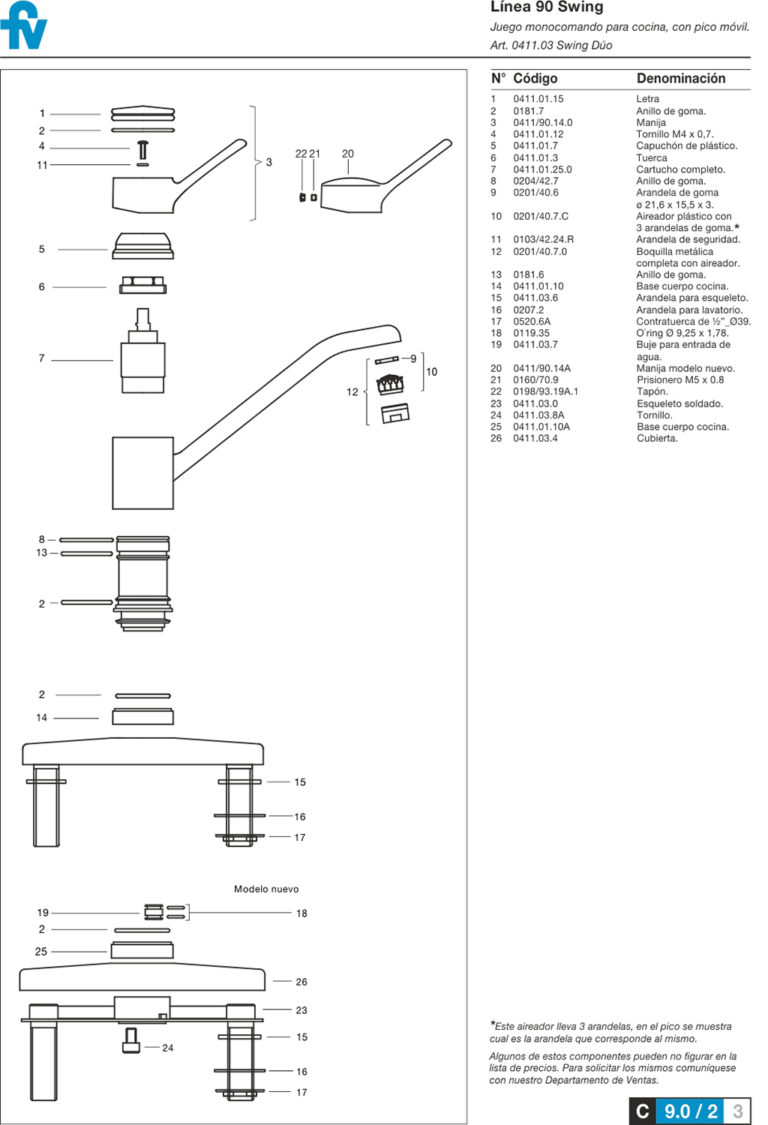 fv
Línea 90 Swing
Juego monocomando para cocina, con pico móvil.
Art. 0411.03 Swing Dúo
N° Código Denominación
1 0411.01.15 Letra
2 0181.7 Anillo de goma.
3 0411/90.14.0 Manija
4 0411.01.12 Tornillo M4 x 0,7.
5 0411.01.7 Capuchón de plástico.
6 0411.01.3 Tuerca
7 0411.01.25.0 Cartucho completo.
8 0204/42.7 Anillo de goma.
9 0201/40.6 Arandela de goma
ø 21,6 x 15,5 x 3.
10 0201/40.7.C Aireador plástico con
3 arandelas de goma.*
11 0103/42.24.R Arandela de seguridad.
12 0201/40.7.0 Boquilla metálica
completa con aireador.
13 0181.6 Anillo de goma.
14 0411.01.10 Base cuerpo cocina.
15 0411.03.6 Arandela para esqueleto.
16 0207.2 Arandela para lavatorio.
17 0520.6A Contratuerca de ½"_Ø39.
18 0119.35 O´ring Ø 9,25 x 1,78.
19 0411.03.7 Buje para entrada de
agua.
20 0411/90.14A Manija modelo nuevo.
21 0160/70.9 Prisionero M5 x 0.8
22 0198/93.19A.1 Tapón.
23 0411.03.0 Esqueleto soldado.
24 0411.03.8A Tornillo.
25 0411.01.10A Base cuerpo cocina.
26 0411.03.4 Cubierta.
1
2
4
11
3
22 21 20
5
6
7
9
10
12
8
13
2
2
14
15
16
17
Modelo nuevo
19
18
2
25
26
23
15
24
16
17
*Este aireador lleva 3 arandelas, en el pico se muestra
cual es la arandela que corresponde al mismo.
Algunos de estos componentes pueden no figurar en la
lista de precios. Para solicitar los mismos comuníquese
con nuestro Departamento de Ventas.
C 9.0 / 2 3